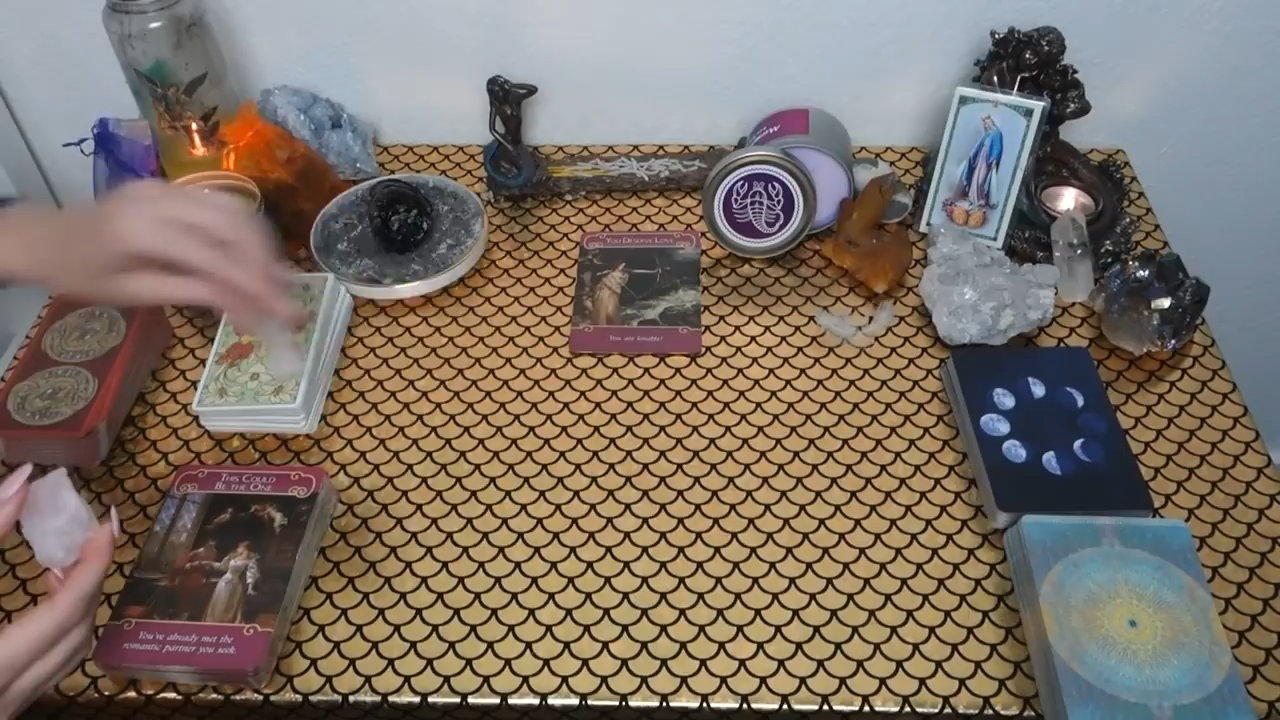 YOU DESERVE LOVE
You are lovable!
THIS COULD
BE THE ONE
You've already met the
romantic partner you seek.